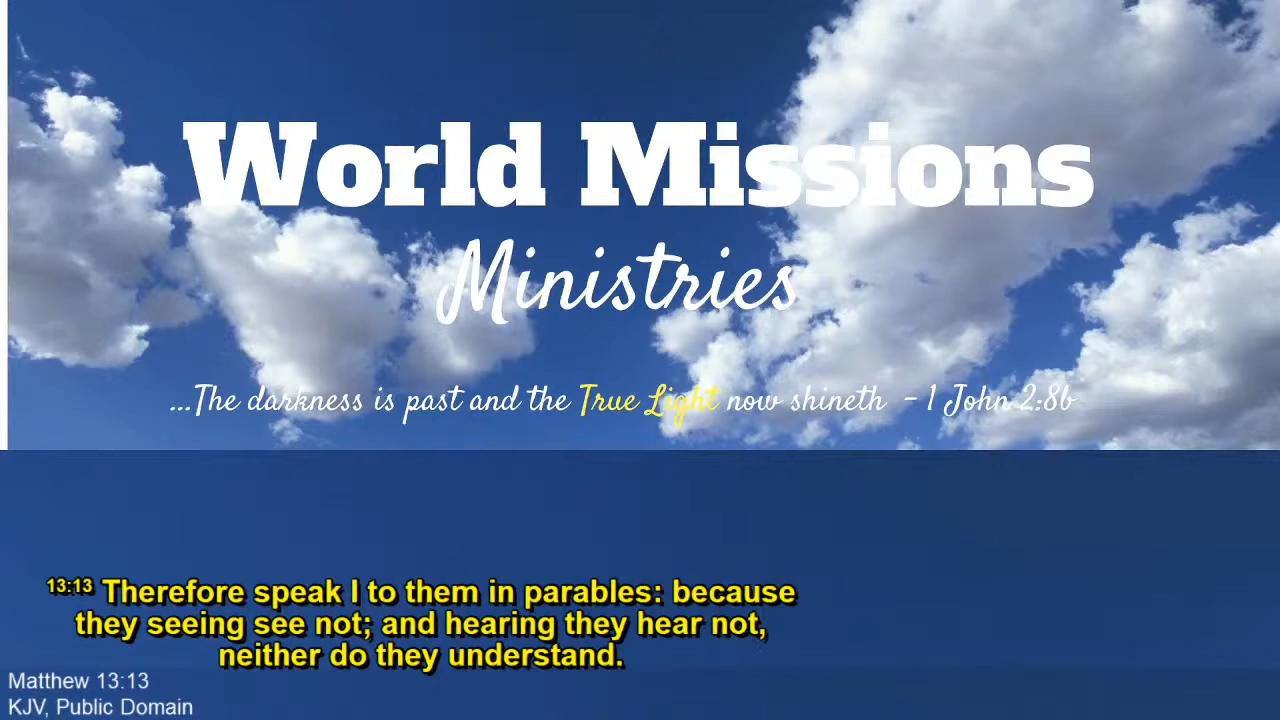 World Missions
Ministries
...The darkness is past and the True Light now shineth - 1 John 2:8b
13:13 Therefore speak I to them in parables: because
they seeing see not; and hearing they hear not,
neither do they understand.
Matthew 13:13
KJV, Public Domain